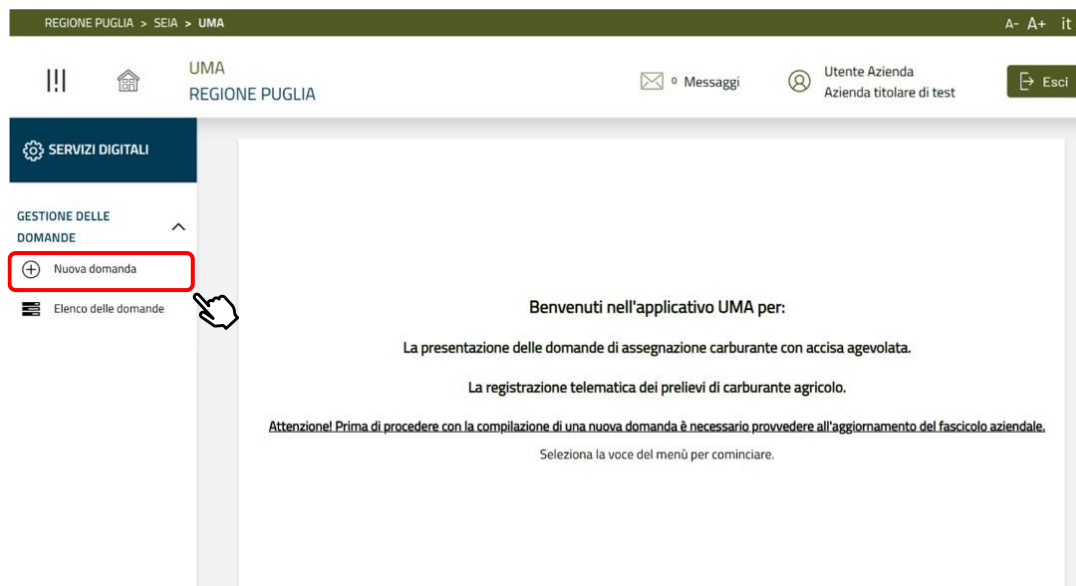 REGIONE PUGLIA > SEIA > UMA
A- A+ it
UMA
REGIONE PUGLIA
0 Messaggi
Utente Azienda
Azienda titolare di test
Esci
SERVIZI DIGITALI
GESTIONE DELLE
DOMANDE
Nuova domanda
Elenco delle domande
Benvenuti nell'applicativo UMA per:
La presentazione delle domande di assegnazione carburante con accisa agevolata.
La registrazione telematica dei prelievi di carburante agricolo.
Attenzione! Prima di procedere con la compilazione di una nuova domanda è necessario provvedere all'aggiornamento del fascicolo aziendale.
Seleziona la voce del menù per cominciare.